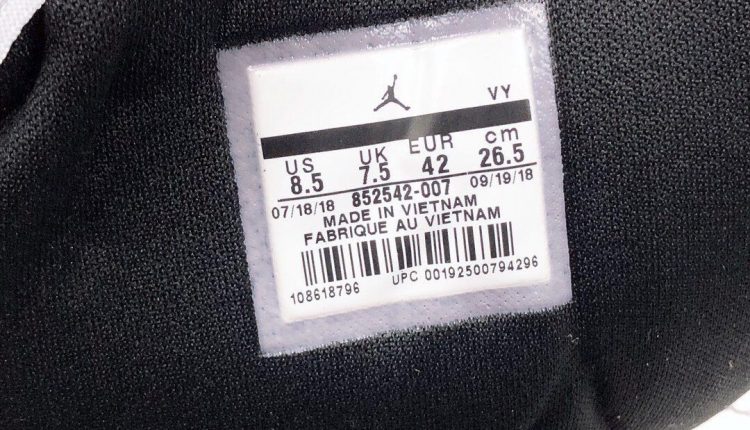 VY
US UK EUR cm
8.5 7.5 42 26.5
07/18/18 852542-007 09/19/18
MADE IN VIETNAM
FABRIQUE AU VIETNAM
108618796 UPC 00192500794296